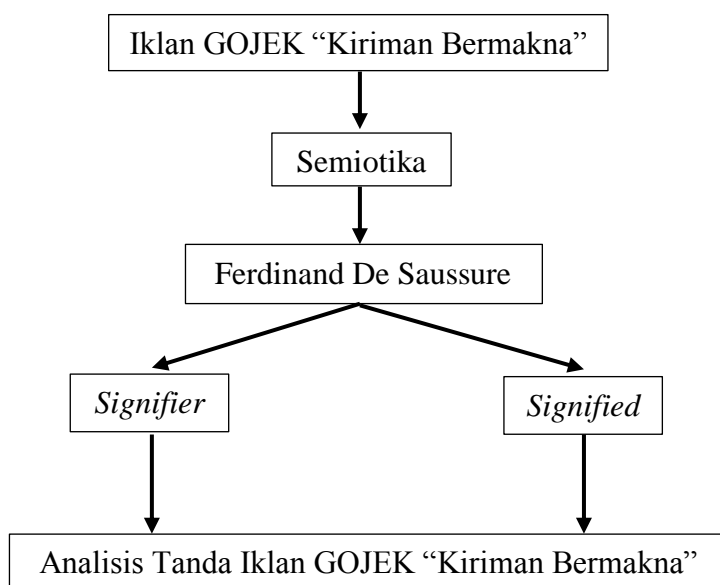 Iklan GOJEK “Kiriman Bermakna”
Semiotika
Ferdinand De Saussure
Signifier
Signified
Analisis Tanda Iklan GOJEK “Kiriman Bermakna”